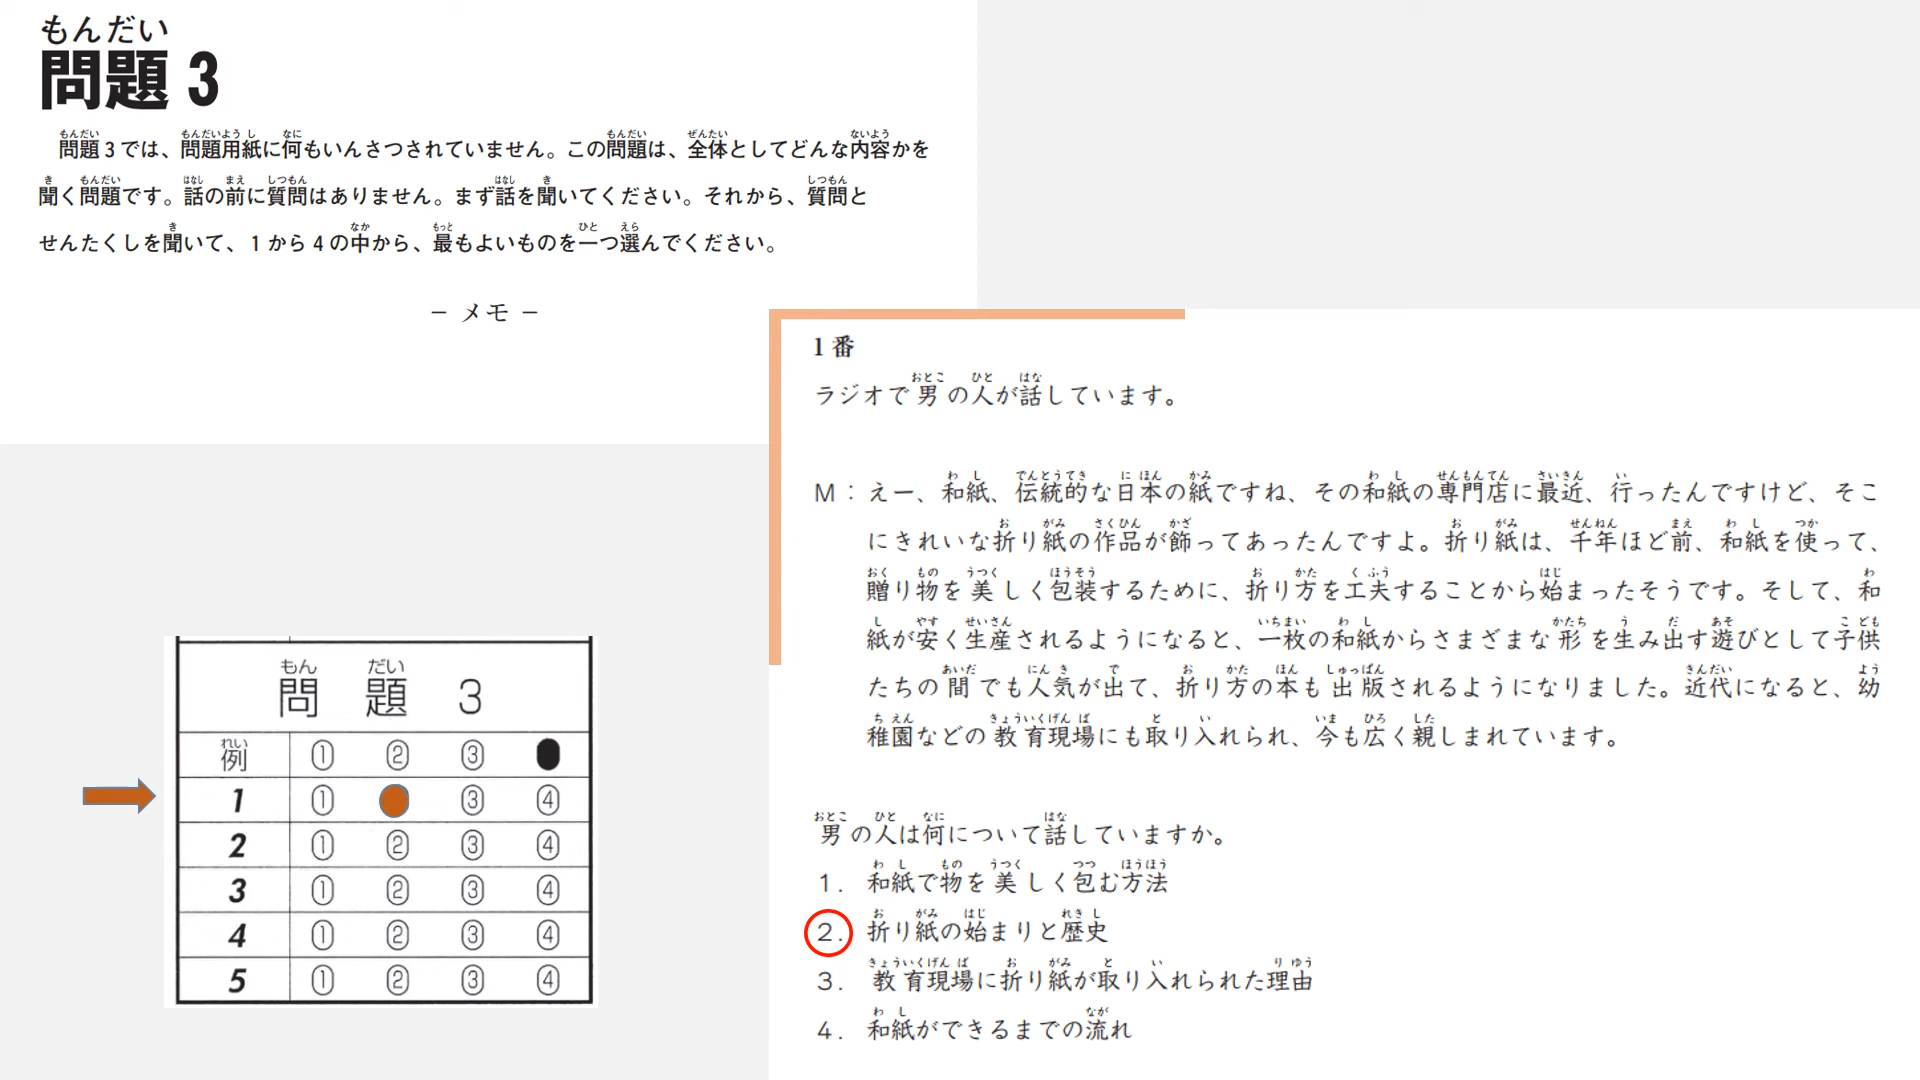 もんだい
問題 3
問題3では、問題用紙に何もいんさつされていません。この問題は、全体としてどんな内容かを
聞く問題です。話の前に質問はありません。まず話を聞いてください。それから、質問と
せんたくしを聞いて、1から4の中から、最もよいものを一つ選んでください。
－ メモ －
1番
ラジオで男の人が話しています。
M：えー、和紙、伝統的な日本の紙ですね、その和紙の専門店に最近、行ったんですけど、そこ
にきれいな折り紙の作品が飾ってあったんですよ。折り紙は、千年ほど前、和紙を使って、
贈り物を美しく包装するために、折り方を工夫することから始まったそうです。そして、和
紙が安く生産されるようになると、一枚の和紙からさまざまな形を生み出す遊びとして子供
たちの間でも人気が出て、折り方の本も出版されるようになりました。近代になると、幼
稚園などの教育現場にも取り入れられ、今も広く親しまれています。
男の人は何について話していますか。
1. 和紙で物を美しく包む方法
2. 折り紙の始まりと歴史
3. 教育現場に折り紙が取り入れられた理由
4. 和紙ができるまでの流れ
もん だい
問題 3
例 ① ② ③
1 ① ③ ④
2 ① ② ③ ④
3 ① ② ③ ④
4 ① ② ③ ④
5 ① ② ③ ④